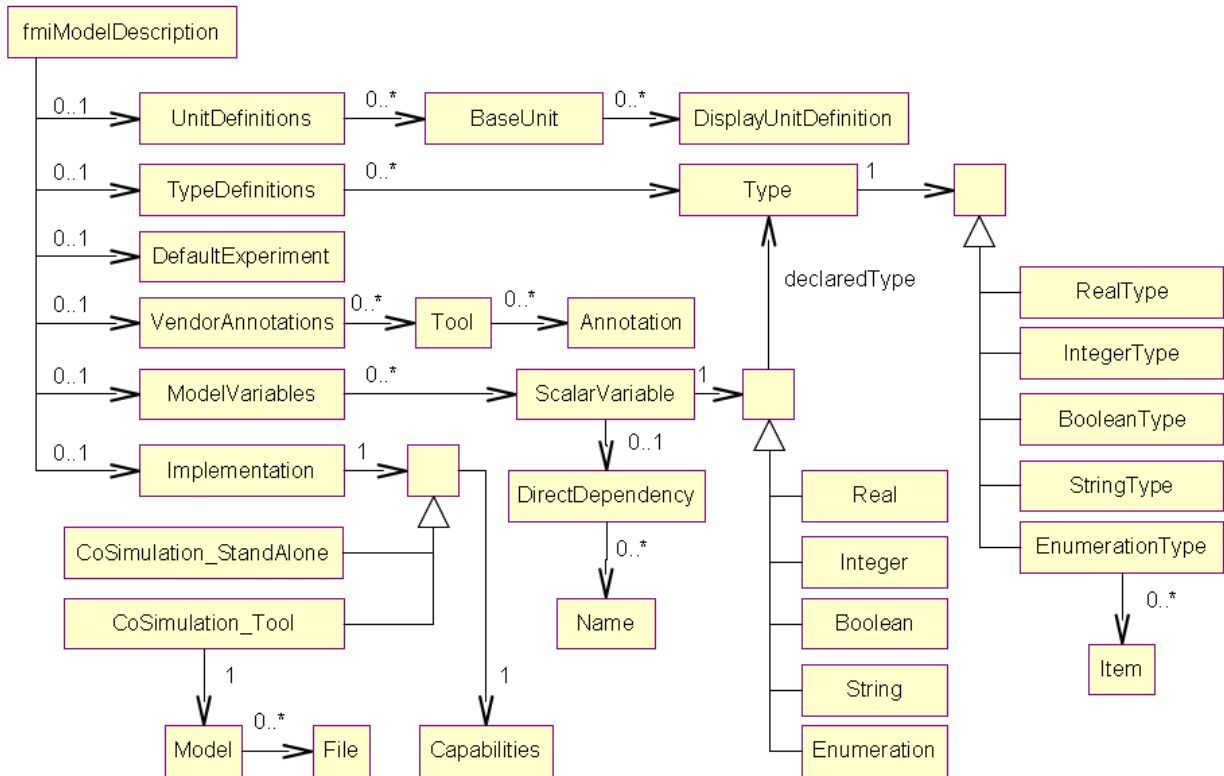 fmiModelDescription
0..1
UnitDefinitions
0..*
BaseUnit
0..*
DisplayUnitDefinition
0..1
TypeDefinitions
0..*
Type
1
0..1
DefaultExperiment
declaredType
RealType
0..1
VendorAnnotations
0..*
Tool
0..*
Annotation
IntegerType
0..1
ModelVariables
0..*
ScalarVariable
1
BooleanType
0..1
Implementation
1
0..1
StringType
DirectDependency
Real
EnumerationType
CoSimulation_StandAlone
0..*
Integer
0..*
CoSimulation_Tool
Name
Boolean
Item
1
1
String
Model
0..*
File
Capabilities
Enumeration